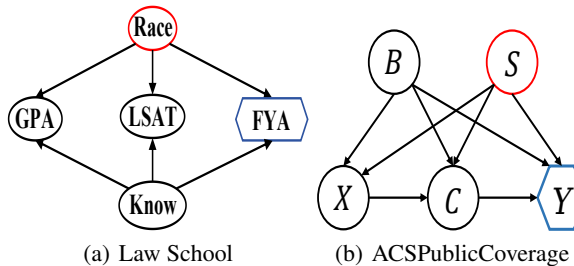 Race
GPA
LSAT
FYA
Know
(a) Law School
B
S
X
C
Y
(b) ACSPublicCoverage